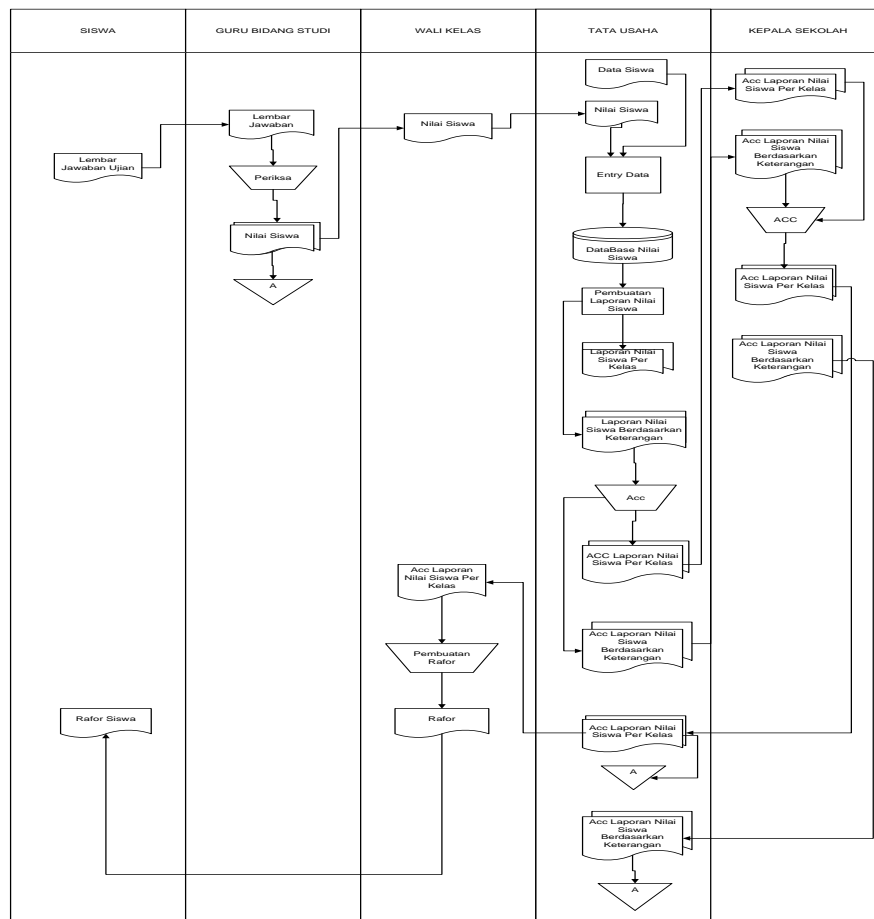 SISWA
GURU BIDANG STUDI
WALI KELAS
TATA USAHA
KEPALA SEKOLAH
Lembar
Jawaban Ujian
Rafor Siswa
Lembar
Jawaban
Periksa
Nilai Siswa
A
Nilai Siswa
Acc Laporan
Nilai Siswa Per
Kelas
Pembuatan
Rafor
Rafor
Data Siswa
Nilai Siswa
Entry Data
DataBase Nilai
Siswa
Pembuatan
Laporan Nilai
Siswa
Laporan Nilai
Siswa Per
Kelas
Laporan Nilai
Siswa Berdasarkan
Keterangan
Acc
ACC Laporan Nilai
Siswa Per Kelas
Acc Laporan Nilai
Siswa
Berdasarkan
Keterangan
Acc Laporan Nilai
Siswa Per Kelas
A
Acc Laporan Nilai
Siswa
Berdasarkan
Keterangan
A
Acc Laporan Nilai
Siswa Per Kelas
Acc Laporan Nilai
Siswa
Berdasarkan
Keterangan
ACC
Acc Laporan Nilai
Siswa Per Kelas
Acc Laporan Nilai
Siswa
Berdasarkan
Keterangan